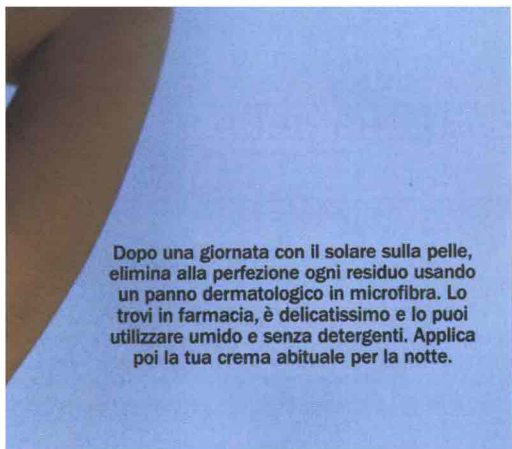 Dopo una giornata con il solare sulla pelle,
elimina alla perfezione ogni residuo usando
un panno dermatologico in microfibra. Lo
trovi in farmacia, è delicatissimo e lo puoi
utilizzare umido e senza detergenti. Applica
poi la tua crema abituale per la notte.